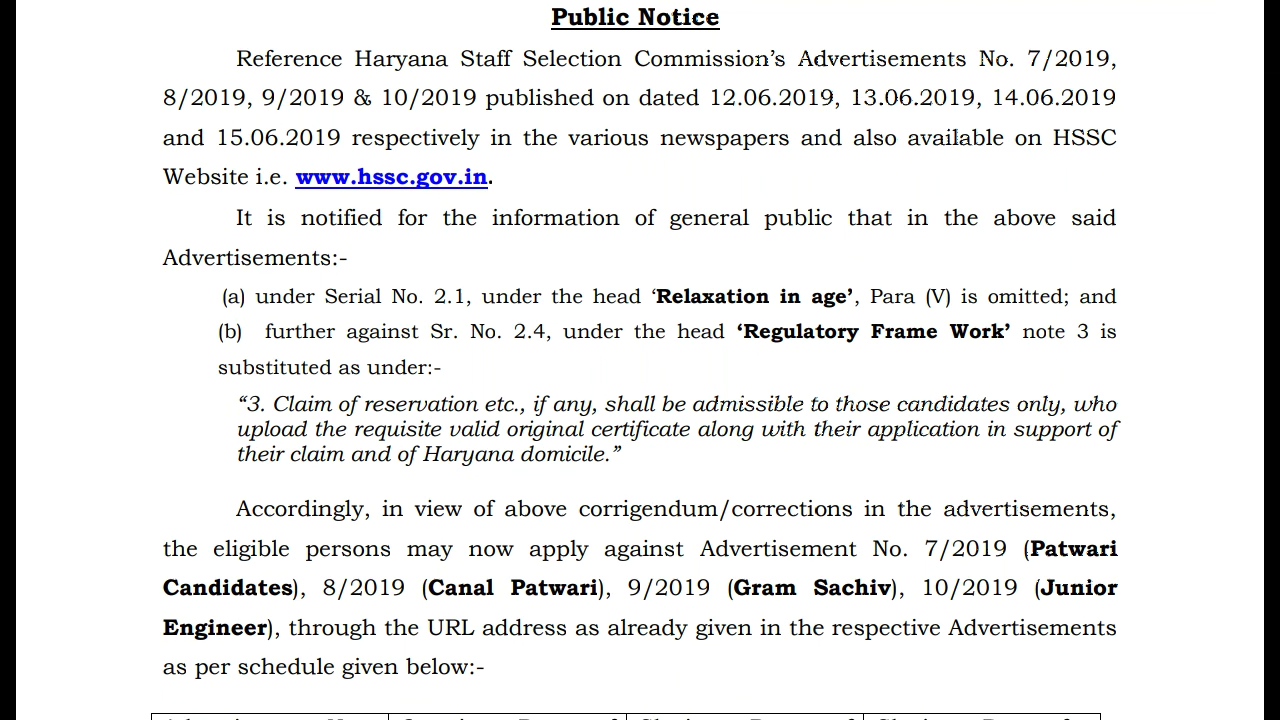 Public Notice
Reference Haryana Staff Selection Commission's Advertisements No. 7/2019,
8/2019, 9/2019 & 10/2019 published on dated 12.06.2019, 13.06.2019, 14.06.2019
and 15.06.2019 respectively in the various newspapers and also available on HSSC
Website i.e. www.hssc.gov.in.
It is notified for the information of general public that in the above said
Advertisements:-
(a) under Serial No. 2.1, under the head ‘Relaxation in age’, Para (V) is omitted; and
(b) further against Sr. No. 2.4, under the head ‘Regulatory Frame Work’ note 3 is
substituted as under:-
“3. Claim of reservation etc., if any, shall be admissible to those candidates only, who
upload the requisite valid original certificate along with their application in support of
their claim and of Haryana domicile.”
Accordingly, in view of above corrigendum/corrections in the advertisements,
the eligible persons may now apply against Advertisement No. 7/2019 (Patwari
Candidates), 8/2019 (Canal Patwari), 9/2019 (Gram Sachiv), 10/2019 (Junior
Engineer), through the URL address as already given in the respective Advertisements
as per schedule given below:-